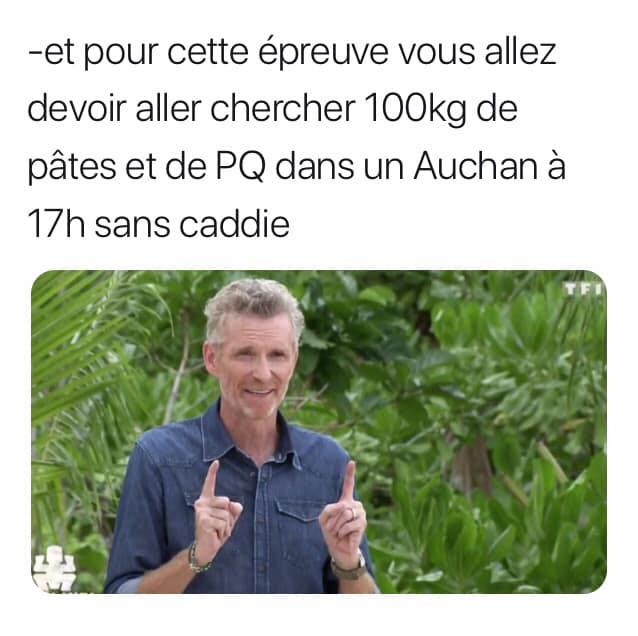 -et pour cette épreuve vous allez
devoir aller chercher 100kg de
pâtes et de PQ dans un Auchan à
17h sans caddie
TF1